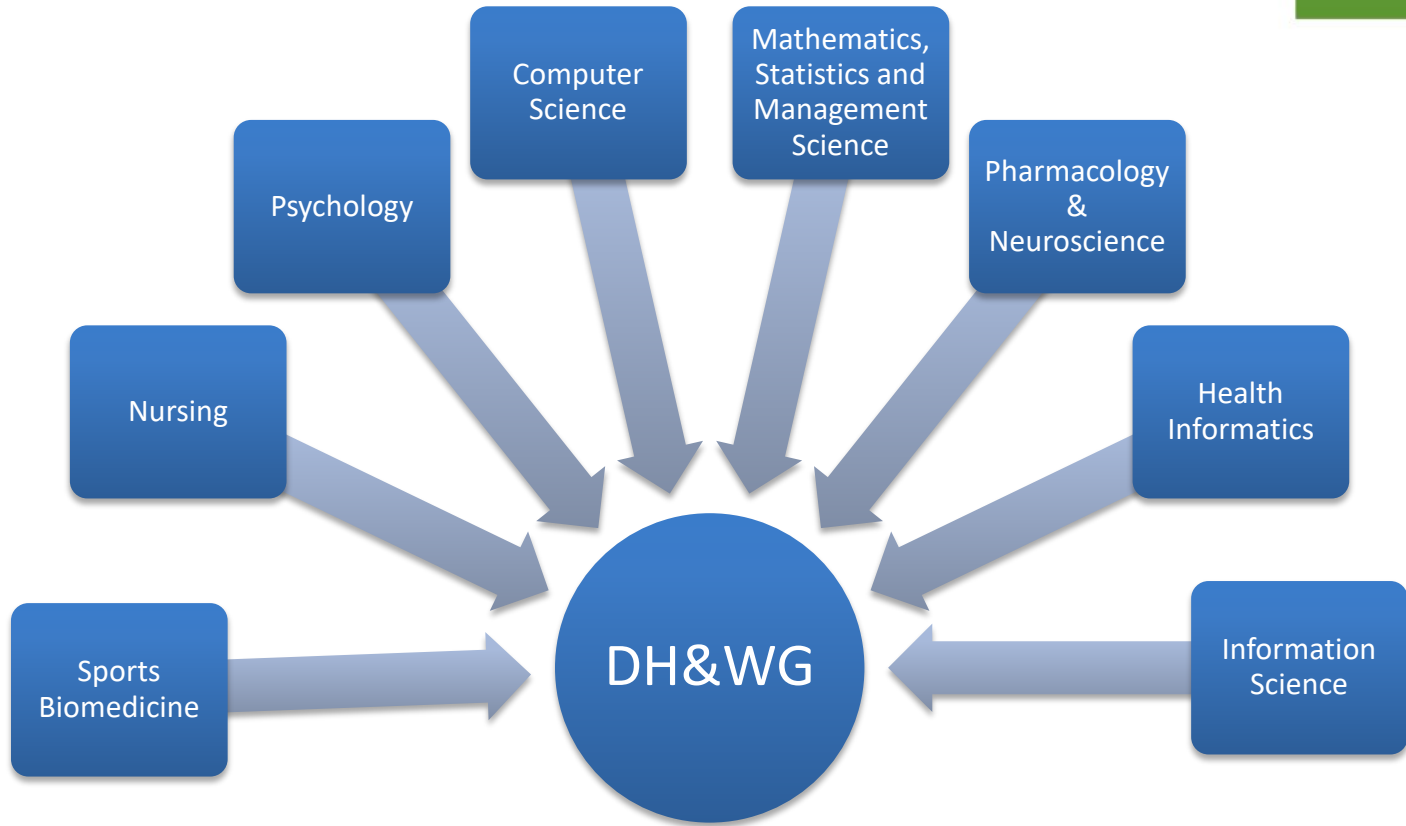 Computer
Science
Mathematics,
Statistics and
Management
Science
Psychology
Pharmacology
&
Neuroscience
Nursing
Health
Informatics
Sports
Biomedicine
DH&WG
Information
Science